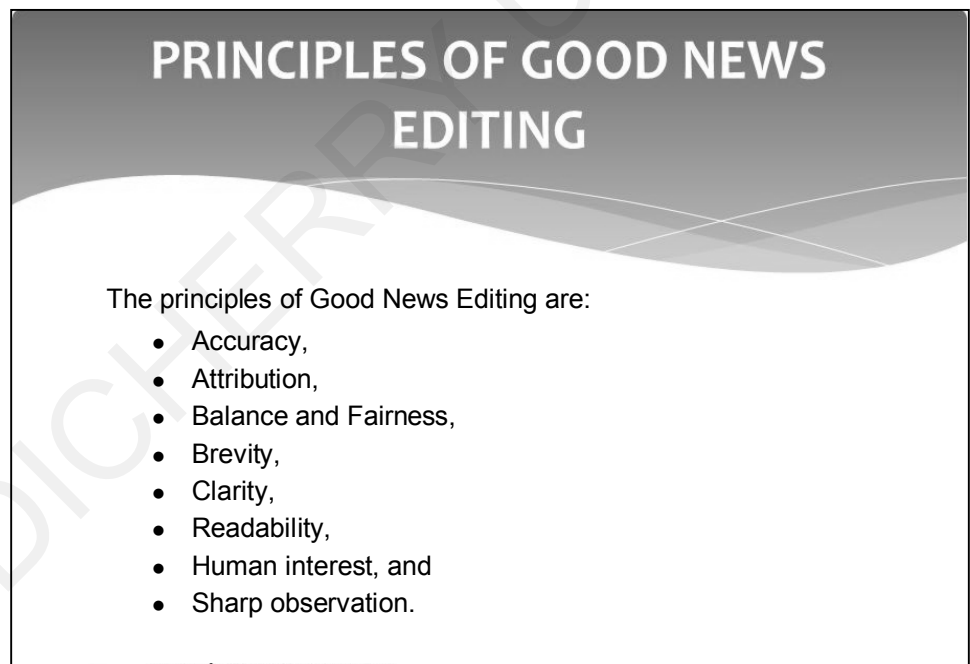 PRINCIPLES OF GOOD NEWS
EDITING
The principles of Good News Editing are:
● Accuracy,
● Attribution,
● Balance and Fairness,
● Brevity,
● Clarity,
● Readability,
● Human interest, and
● Sharp observation.
DICHERRY U